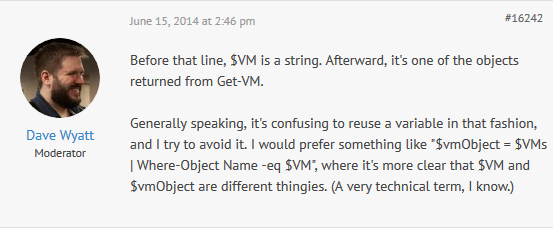 June 15, 2014 at 2:46 pm
#16242
Before that line, $VM is a string. Afterward, it's one of the objects
returned from Get-VM.
Dave Wyatt
Moderator
Generally speaking, it's confusing to reuse a variable in that fashion,
and I try to avoid it. I would prefer something like "$vmObject = $VMs
| Where-Object Name -eq $VM", where it's more clear that $VM and
$vmObject are different thingies. (A very technical term, I know.)